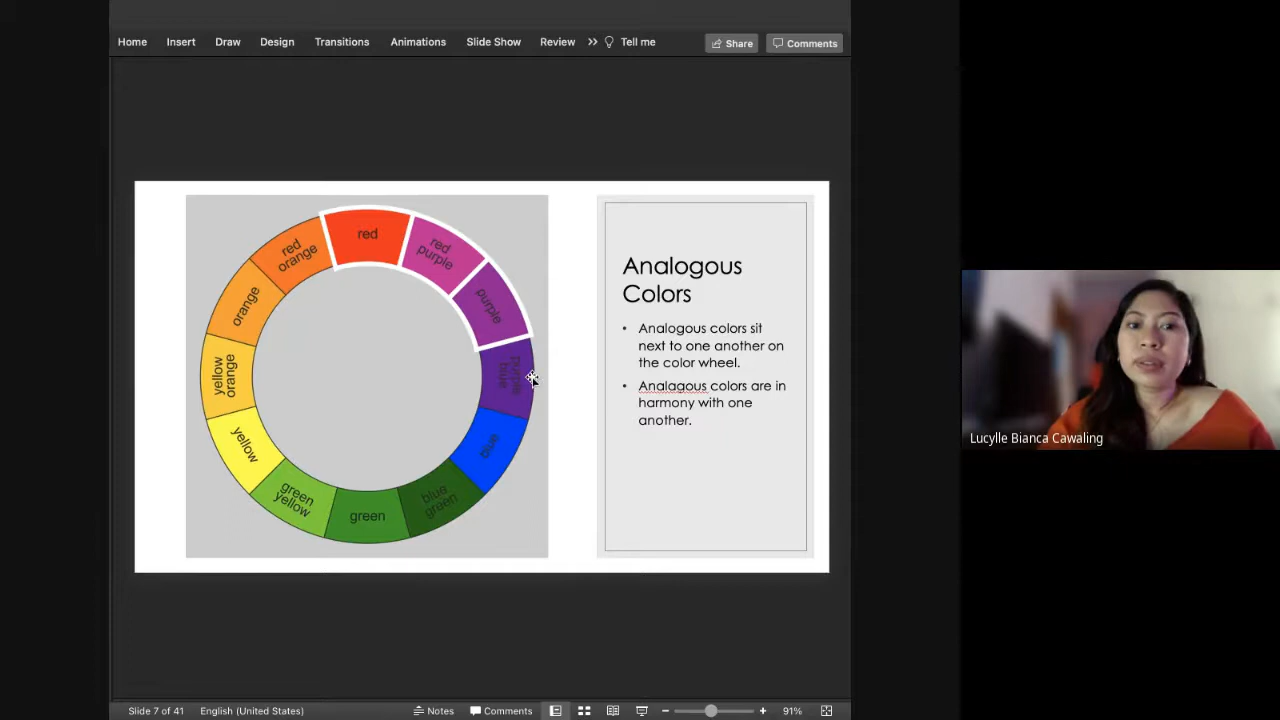 Home Insert Draw Design Transitions Animations Slide Show Review >> Tell me Share Comments
red
red
purple
purple
purple
blue
blue
blue
green
green
green
yellow
yellow
yellow
orange
orange
red
orange
Analogous
Colors
• Analogous colors sit
next to one another on
the color wheel.
• Analagous colors are in
harmony with one
another.
Lucylle Bianca Cawaling
Slide 7 of 41 English (United States) Notes Comments 91%